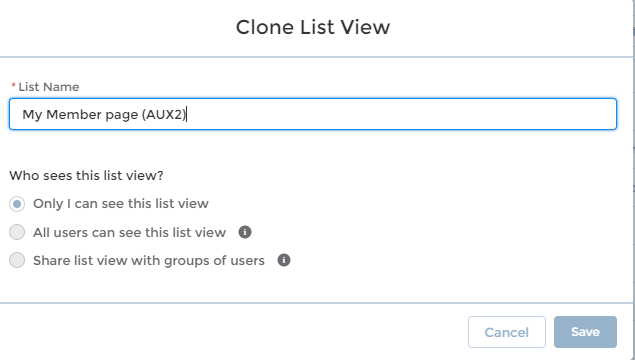 Clone List View
* List Name
My Member page (AUX2)
Who sees this list view?
Only I can see this list view
All users can see this list view
Share list view with groups of users
Cancel
Save